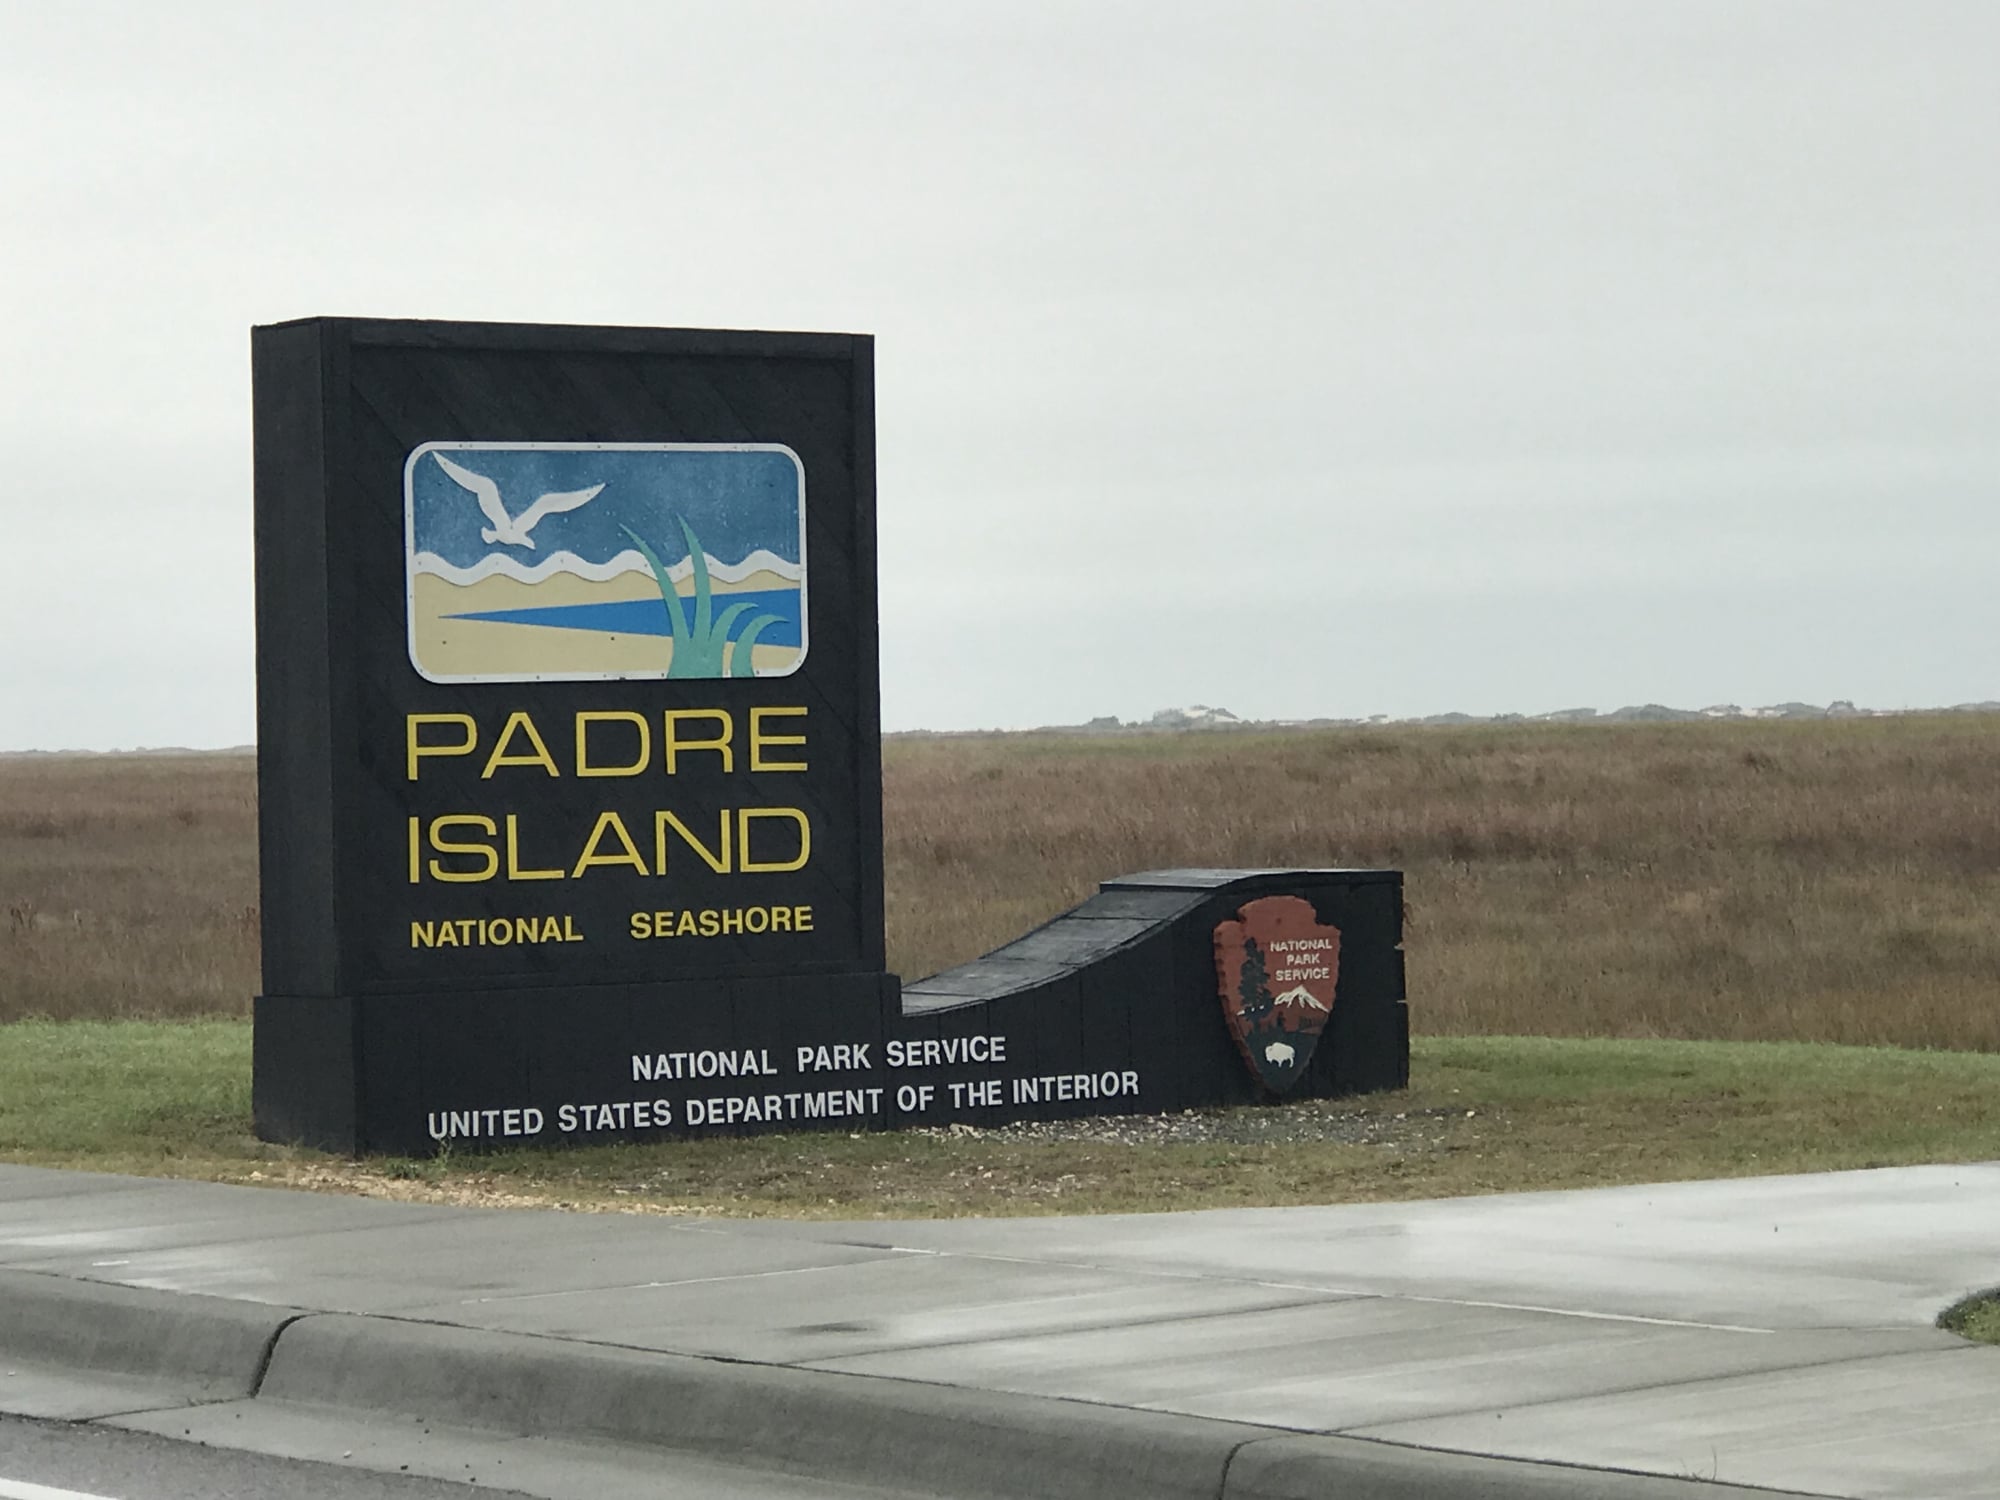 PADRE
ISLAND
NATIONAL SEASHORE
NATIONAL PARK SERVICE
UNITED STATES DEPARTMENT OF THE INTERIOR
NATIONAL
PARK
SERVICE